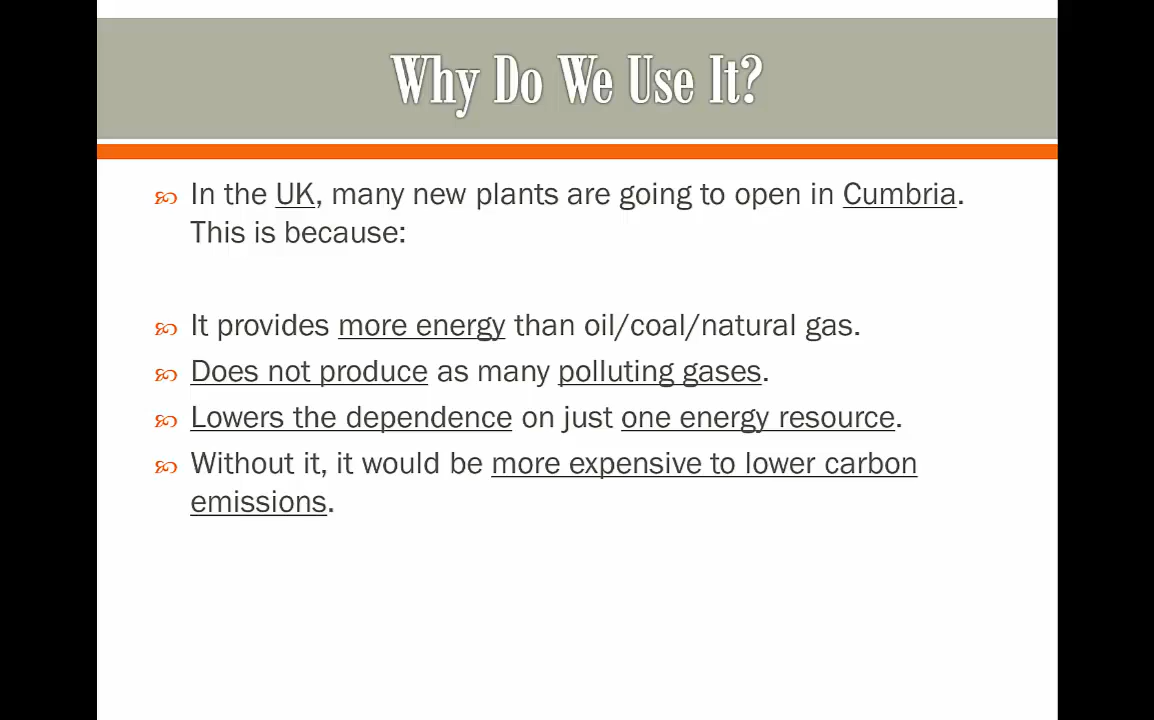 Why Do We Use It?
In the UK, many new plants are going to open in Cumbria.
This is because:
It provides more energy than oil/coal/natural gas.
Does not produce as many polluting gases.
Lowers the dependence on just one energy resource.
Without it, it would be more expensive to lower carbon
emissions.